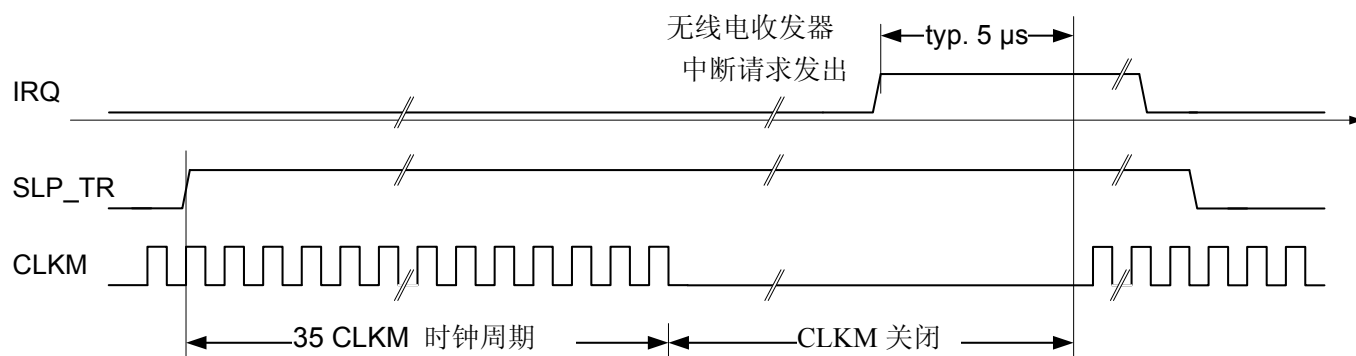 无线电收发器
typ. 5 µs
中断请求发出
IRQ
SLP_TR
CLKM
35 CLKM 时钟周期
CLKM 关闭